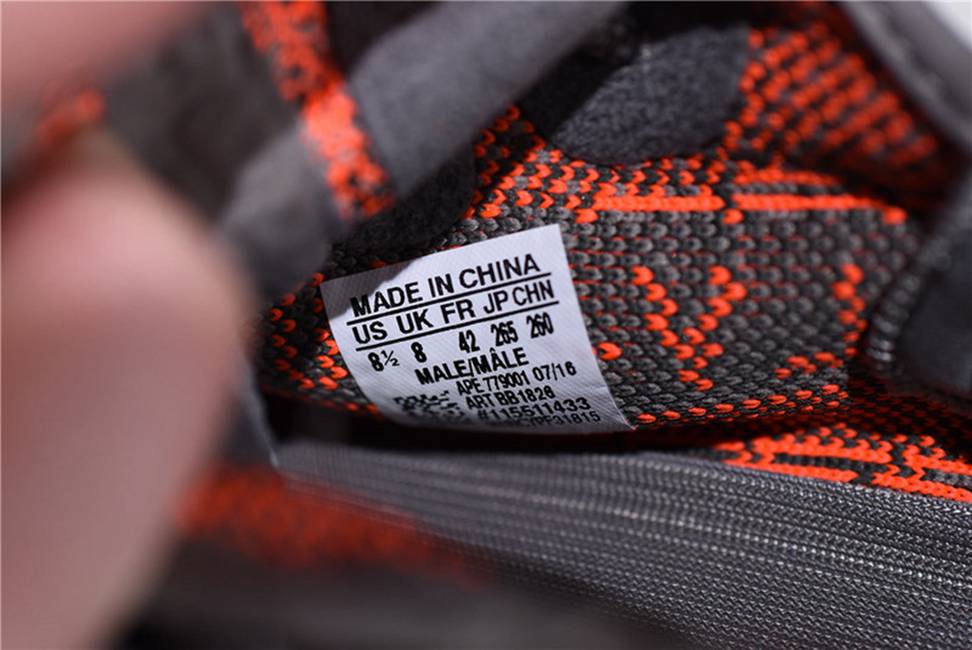 MADE IN CHINA
US UK FR JP CHN
8½ 8 42 265 260
MALE/MÂLE
APE 779001 07/16
ART BB1826
#115511433